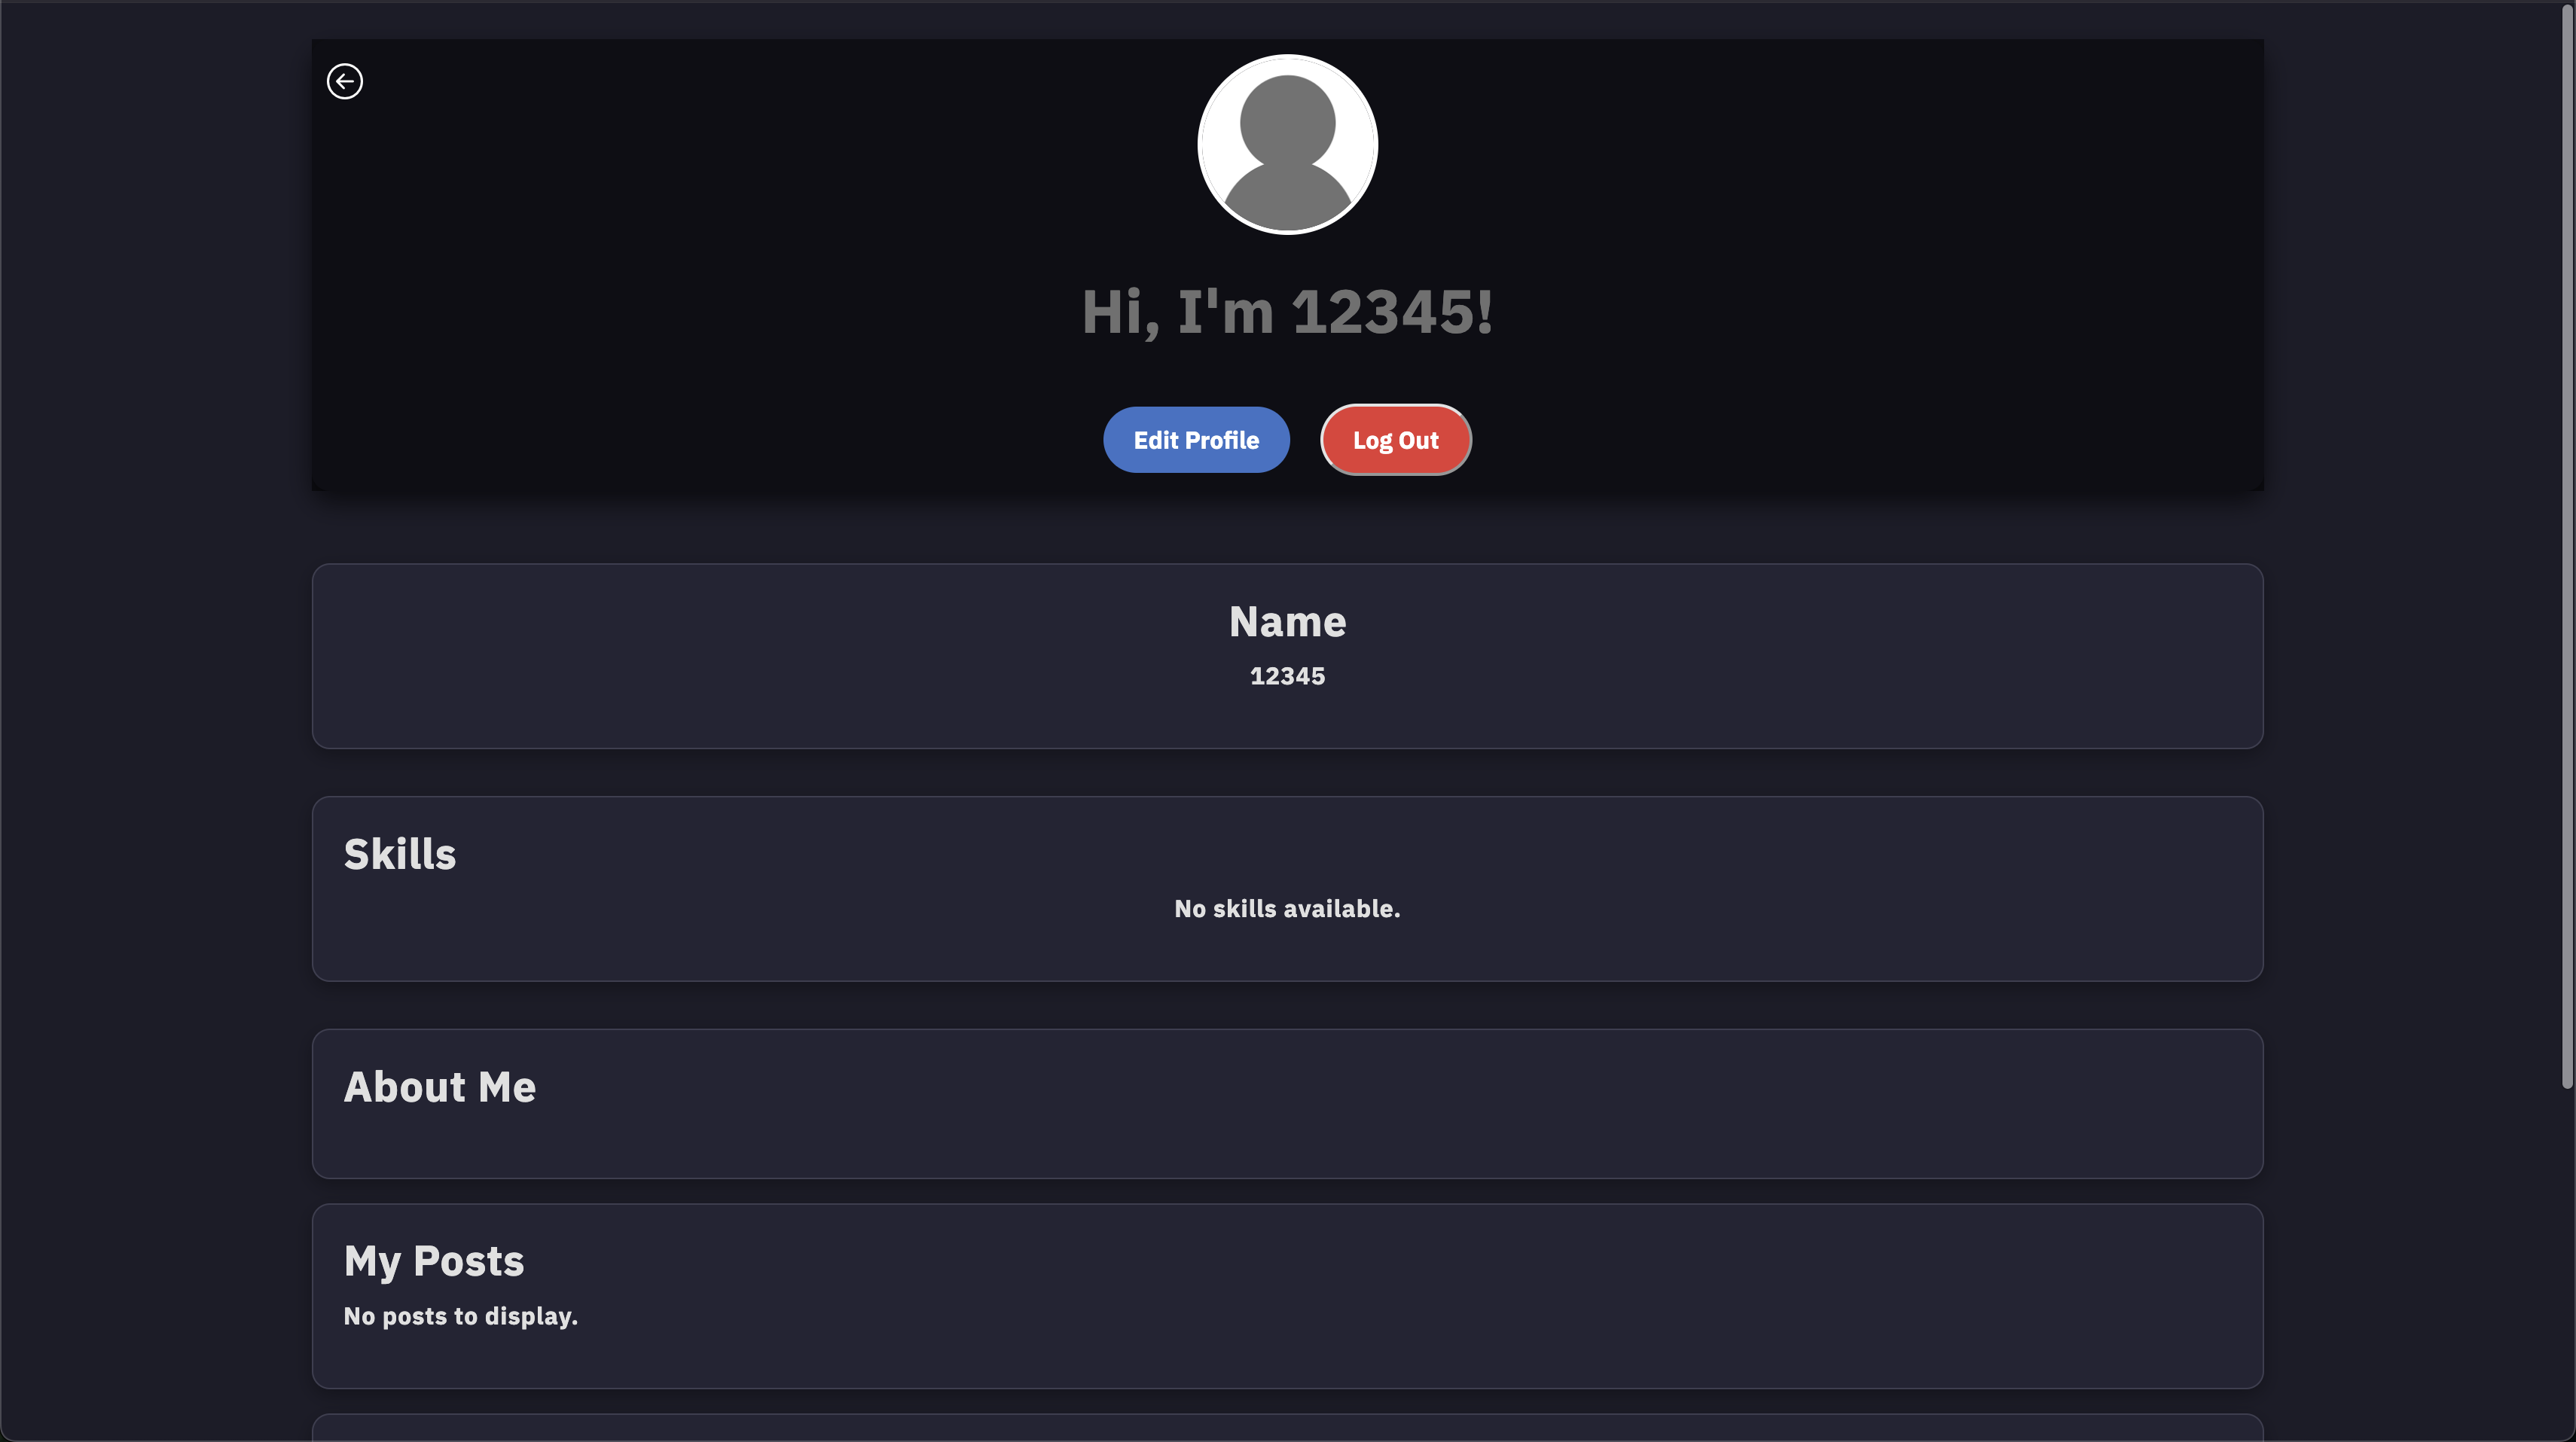 Hi, I'm 12345!
Edit Profile
Log Out
Name
12345
Skills
No skills available.
About Me
My Posts
No posts to display.